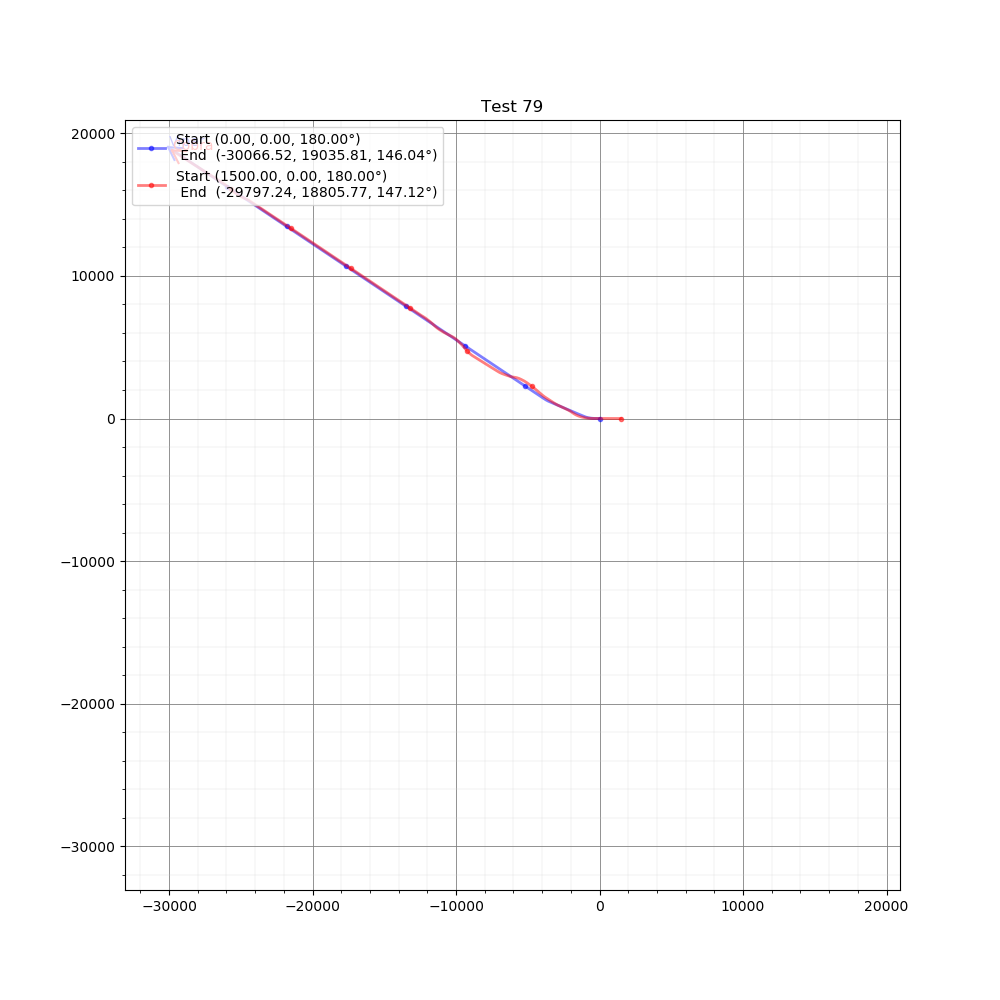 Test 79
Start (0.00, 0.00, 180.00°)
End (-30066.52, 19035.81, 146.04°)
Start (1500.00, 0.00, 180.00°)
End (-29797.24, 18805.77, 147.12°)
20000
10000
0
−10000
−20000
−30000
−30000
−20000
−10000
0
10000
20000